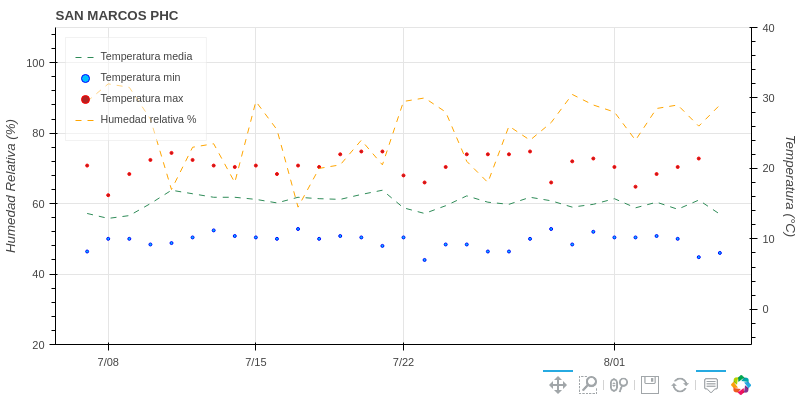 SAN MARCOS PHC
Temperatura media
Temperatura min
Temperatura max
Humedad relativa %
Humedad Relativa (%)
100
80
60
40
20
40
30
20
10
0
Temperatura (°C)
7/08
7/15
7/22
8/01